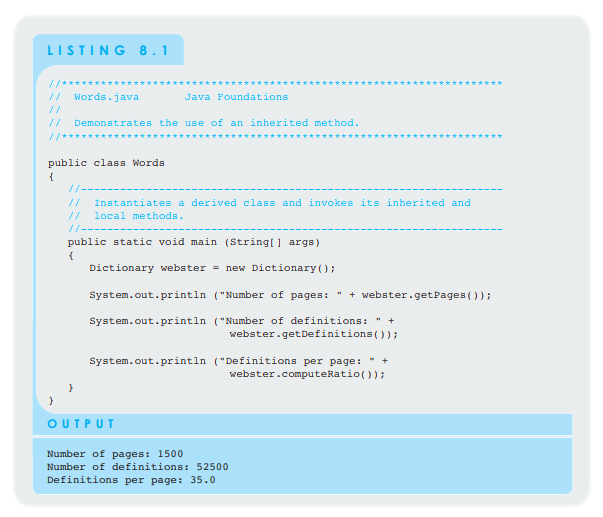 LISTING 8.1
//********************************************************************
//  Words.java       Java Foundations
//
//  Demonstrates the use of an inherited method.
//********************************************************************
public class Words
{
   //-----------------------------------------------------------------
   //  Instantiates a derived class and invokes its inherited and
   //  local methods.
   //-----------------------------------------------------------------
   public static void main (String[] args)
   {
      Dictionary webster = new Dictionary();
      System.out.println ("Number of pages: " + webster.getPages());
      System.out.println ("Number of definitions: " +
                           webster.getDefinitions());
      System.out.println ("Definitions per page: " +
                           webster.computeRatio());
   }
}
OUTPUT
Number of pages: 1500
Number of definitions: 52500
Definitions per page: 35.0